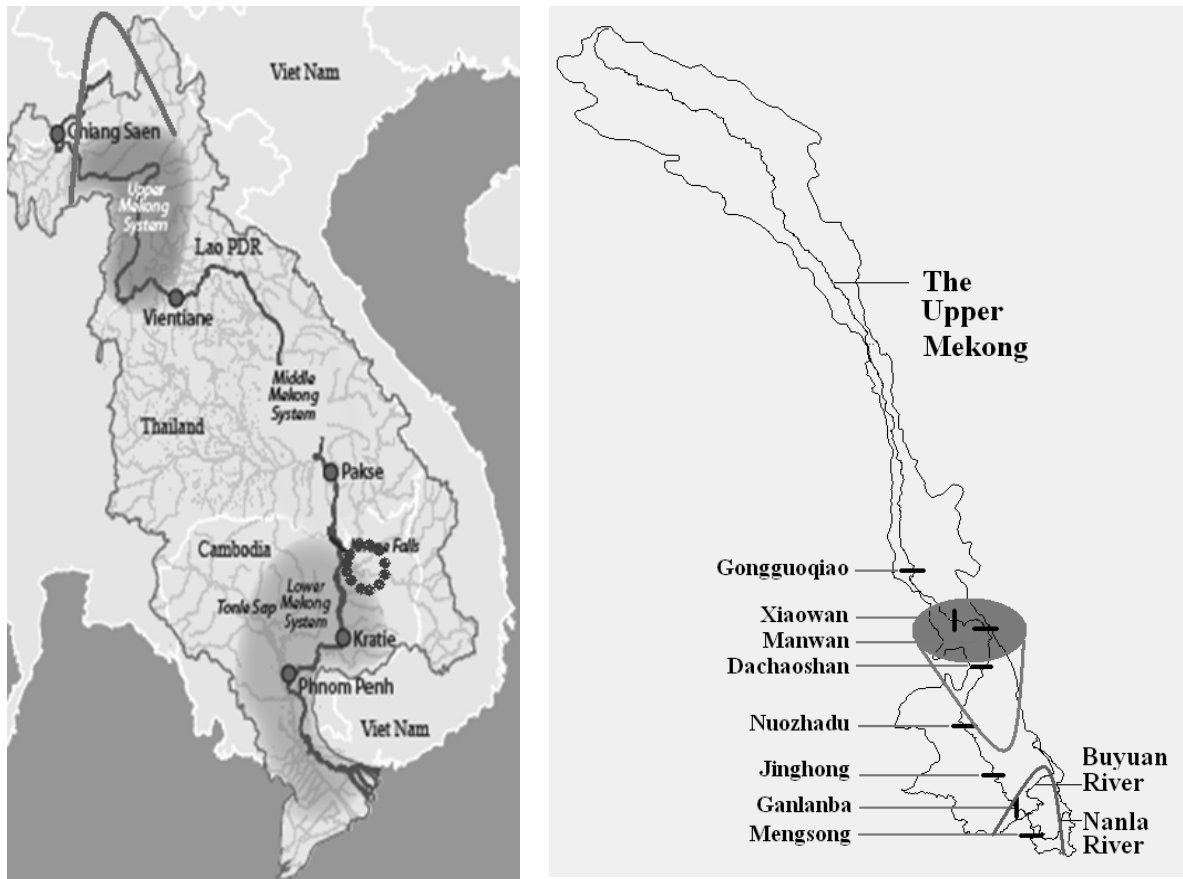 Viet Nam
Chiang Saen
Upper
Mekong
System
Lao PDR
Vientiane
Middle
Mekong
System
Thailand
Pakse
Falls
Cambodia
Tonle Sap
Lower
Mekong
System
Kratie
Phnom Penh
Viet Nam
The
Upper
Mekong
Gongguoqiao
Xiaowan
Manwan
Dachaoshan
Nuozhadu
Jinghong
Ganlanba
Mengsong
Buyuan
River
Nanla
River